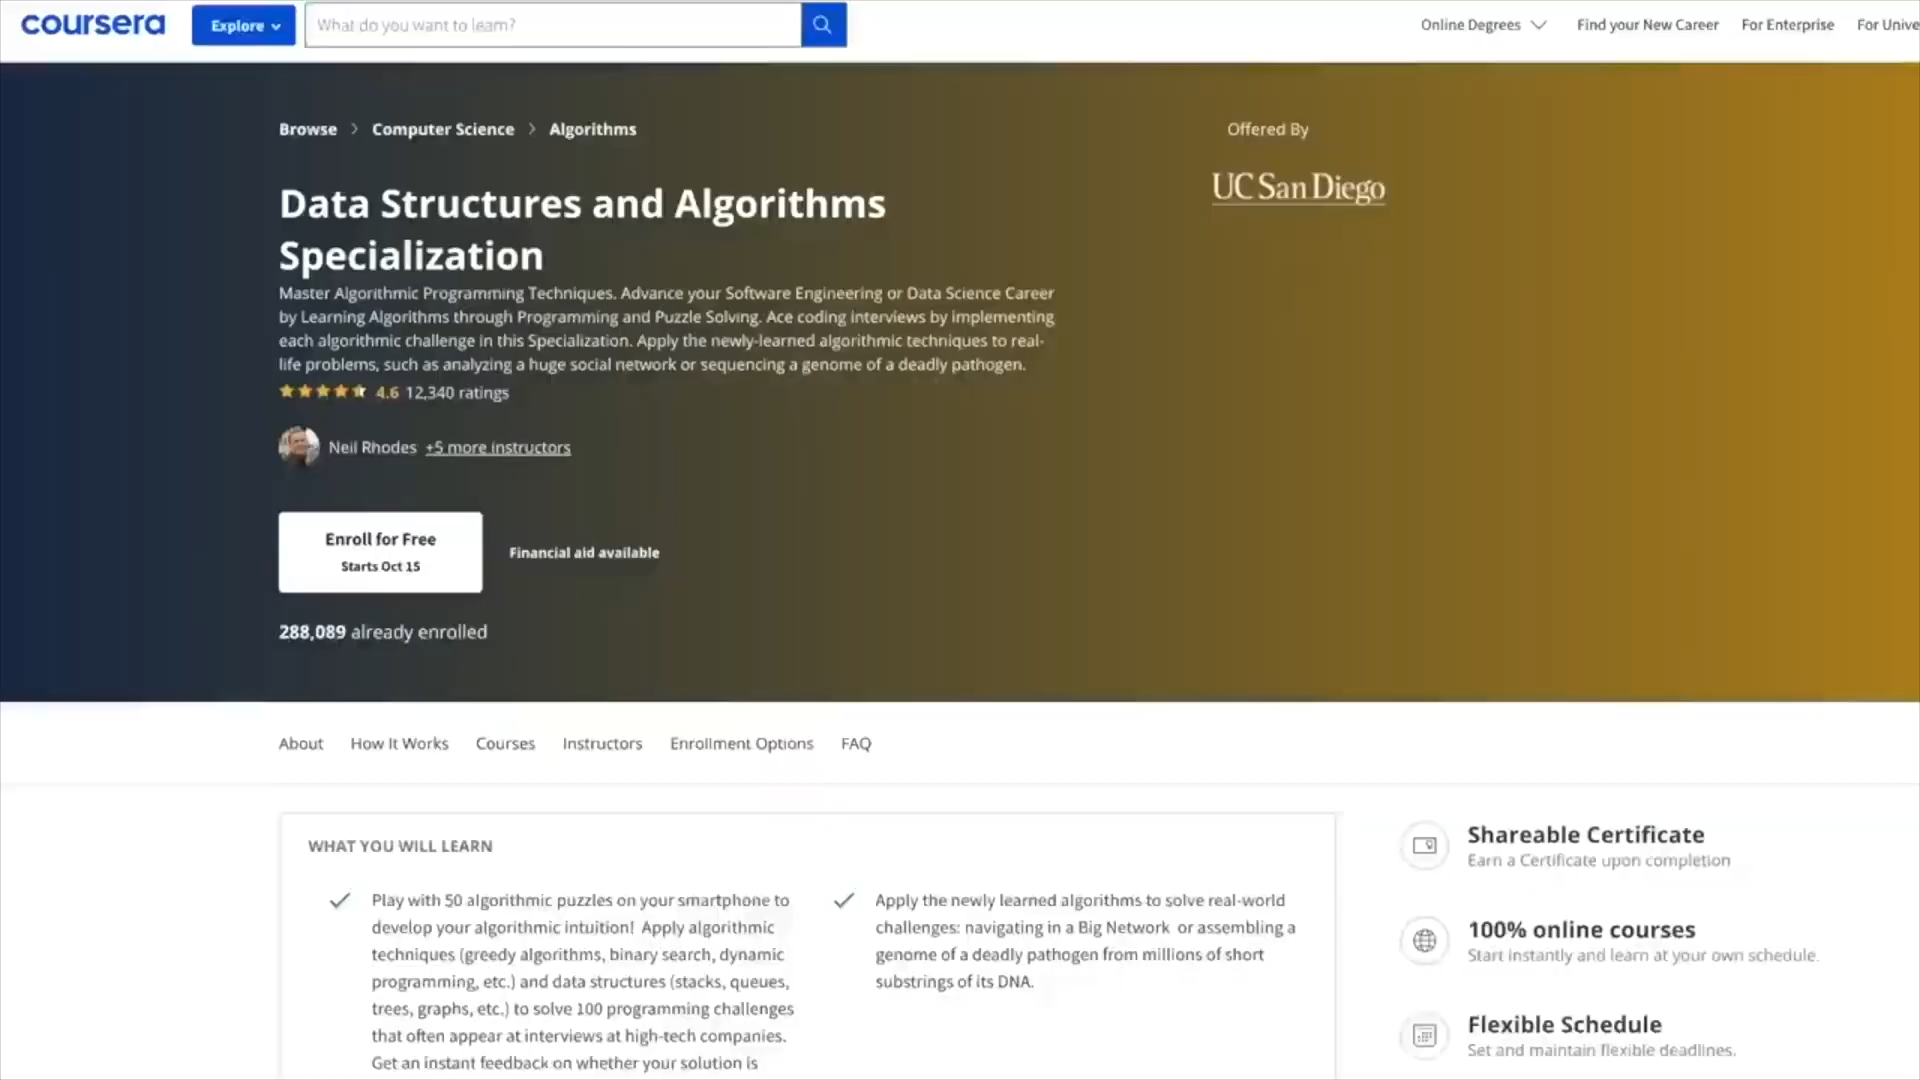 coursera
Explore
What do you want to learn?
Online Degrees
Find your New Career
For Enterprise
For Unive
Browse > Computer Science > Algorithms
Offered By
UC San Diego
Data Structures and Algorithms
Specialization
Master Algorithmic Programming Techniques. Advance your Software Engineering or Data Science Career
by Learning Algorithms through Programming and Puzzle Solving. Ace coding interviews by implementing
each algorithmic challenge in this Specialization. Apply the newly-learned algorithmic techniques to real-
life problems, such as analyzing a huge social network or sequencing a genome of a deadly pathogen.
4.6 12,340 ratings
Neil Rhodes +5 more instructors
Enroll for Free
Starts Oct 15
Financial aid available
288,089 already enrolled
About
How It Works
Courses
Instructors
Enrollment Options
FAQ
WHAT YOU WILL LEARN
Play with 50 algorithmic puzzles on your smartphone to
develop your algorithmic intuition! Apply algorithmic
techniques (greedy algorithms, binary search, dynamic
programming, etc.) and data structures (stacks, queues,
trees, graphs, etc.) to solve 100 programming challenges
that often appear at interviews at high-tech companies.
Get an instant feedback on whether your solution is
Apply the newly learned algorithms to solve real-world
challenges: navigating in a Big Network or assembling a
genome of a deadly pathogen from millions of short
substrings of its DNA.
Shareable Certificate
Earn a Certificate upon completion
100% online courses
Start instantly and learn at your own schedule.
Flexible Schedule
Set and maintain flexible deadlines.